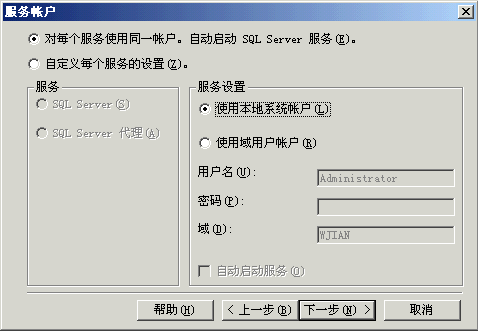 服务帐户
对每个服务使用同一帐户。自动启动 SQL Server 服务(E)。
自定义每个服务的设置(Z)。
服务
SQL Server(S)
SQL Server 代理(A)
服务设置
使用本地系统帐户(L)
使用域用户帐户(R)
用户名(U):
Administrator
密码(P):
域(D):
WJIAN
自动启动服务(O)
帮助(H)
< 上一步(B)
下一步(N) >
取消